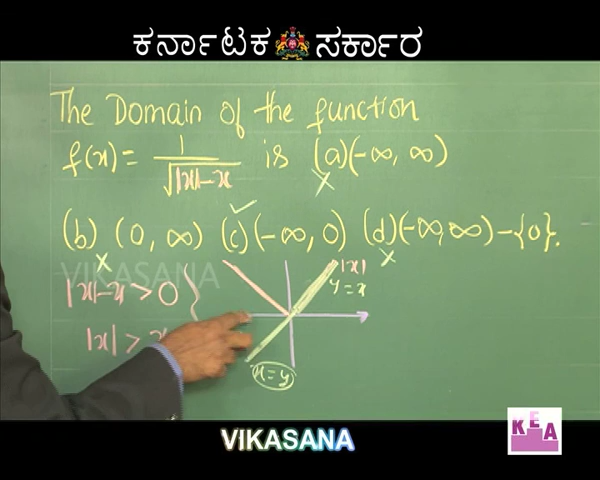 ಕರ್ನಾಟಕ ಸರ್ಕಾರ
The Domain of the function
f(x) = 1/√(|x|-x) is (a) (-∞, ∞)
(b) (0, ∞) (c) (-∞, 0) (d) (-∞, ∞) - {0}.
VIKASANA
|x|-x > 0
|x| > x
|x|
y = x
x = y
KEA
VIKASANA